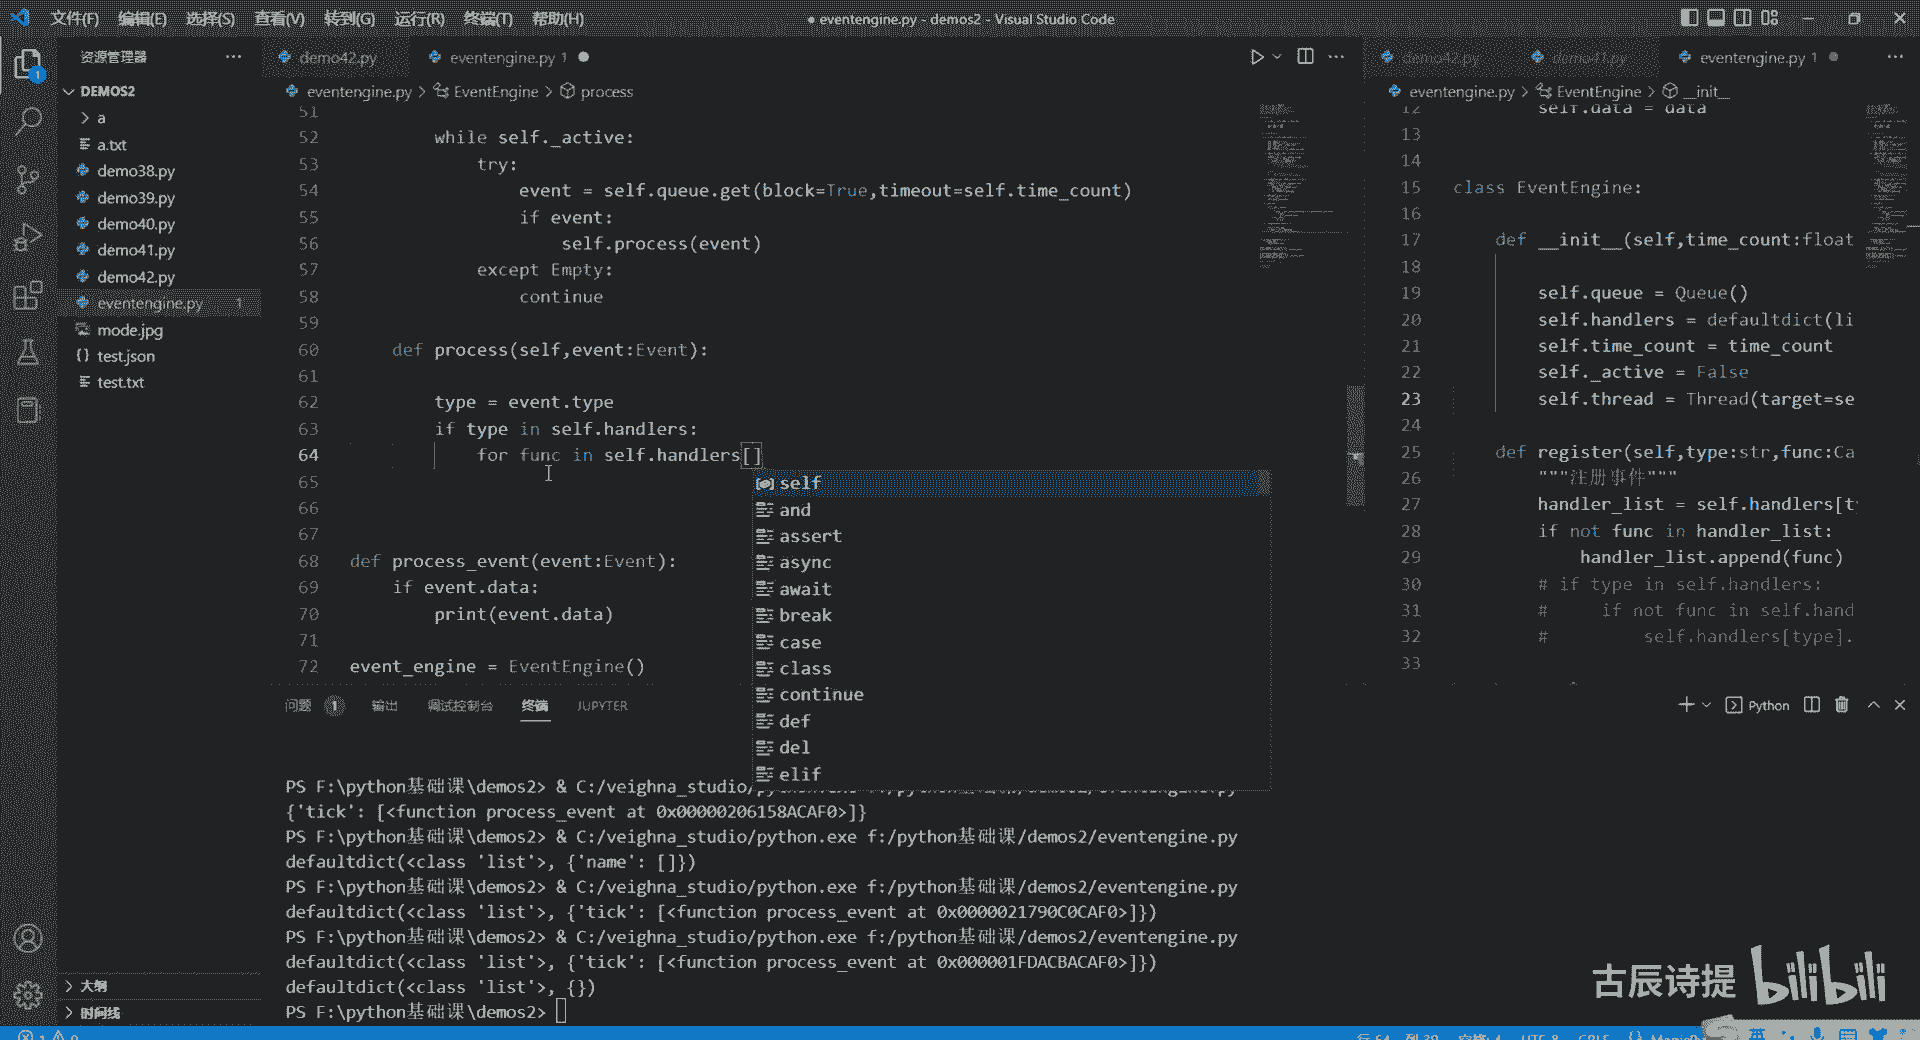 文件(F) 编辑(E) 选择(S) 查看(V) 转到(G) 运行(R) 终端(T) 帮助(H) ● eventengine.py - demos2 - Visual Studio Code
资源管理器
DEMOS2
a
a.txt
demo38.py
demo39.py
demo40.py
demo41.py
demo42.py
eventengine.py 1
mode.jpg
test.json
test.txt
大纲
时间线
demo42.py eventengine.py 1
eventengine.py > EventEngine > process
51
52 while self._active:
53 try:
54 event = self.queue.get(block=True,timeout=self.time_count)
55 if event:
56 self.process(event)
57 except Empty:
58 continue
59
60 def process(self,event:Event):
61
62 type = event.type
63 if type in self.handlers:
64 for func in self.handlers[]
65
66
67
68 def process_event(event:Event):
69 if event.data:
70 print(event.data)
71
72 event_engine = EventEngine()
self
and
assert
async
await
break
case
class
continue
def
del
elif
demo42.py demo41.py eventengine.py 1
eventengine.py > EventEngine > __init__
12 self.data = data
13
14
15 class EventEngine:
16
17 def __init__(self,time_count:float
18
19 self.queue = Queue()
20 self.handlers = defaultdict(li
21 self.time_count = time_count
22 self._active = False
23 self.thread = Thread(target=se
24
25 def register(self,type:str,func:Ca
26 """注册事件"""
27 handler_list = self.handlers[t
28 if not func in handler_list:
29 handler_list.append(func)
30 # if type in self.handlers:
31 # if not func in self.hand
32 # self.handlers[type].
33
问题 1 输出 调试控制台 终端 JUPYTER
Python
PS F:\python基础课\demos2> & C:/veighna_studio/
{'tick': [<function process_event at 0x00000206158ACAF0>]}
PS F:\python基础课\demos2> & C:/veighna_studio/python.exe f:/python基础课/demos2/eventengine.py
defaultdict(<class 'list'>, {'name': []})
PS F:\python基础课\demos2> & C:/veighna_studio/python.exe f:/python基础课/demos2/eventengine.py
defaultdict(<class 'list'>, {'tick': [<function process_event at 0x0000021790C0CAF0>]})
PS F:\python基础课\demos2> & C:/veighna_studio/python.exe f:/python基础课/demos2/eventengine.py
defaultdict(<class 'list'>, {'tick': [<function process_event at 0x000001FDACBACAF0>]})
defaultdict(<class 'list'>, {})
PS F:\python基础课\demos2>
古辰诗提 bilibili